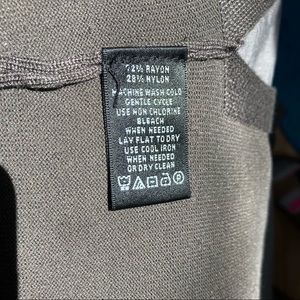 72% RAYON
28% NYLON
MACHINE WASH COLD
GENTLE CYCLE
USE NON CHLORINE
BLEACH
WHEN NEEDED
LAY FLAT TO DRY
USE COOL IRON
WHEN NEEDED
OR DRY CLEAN